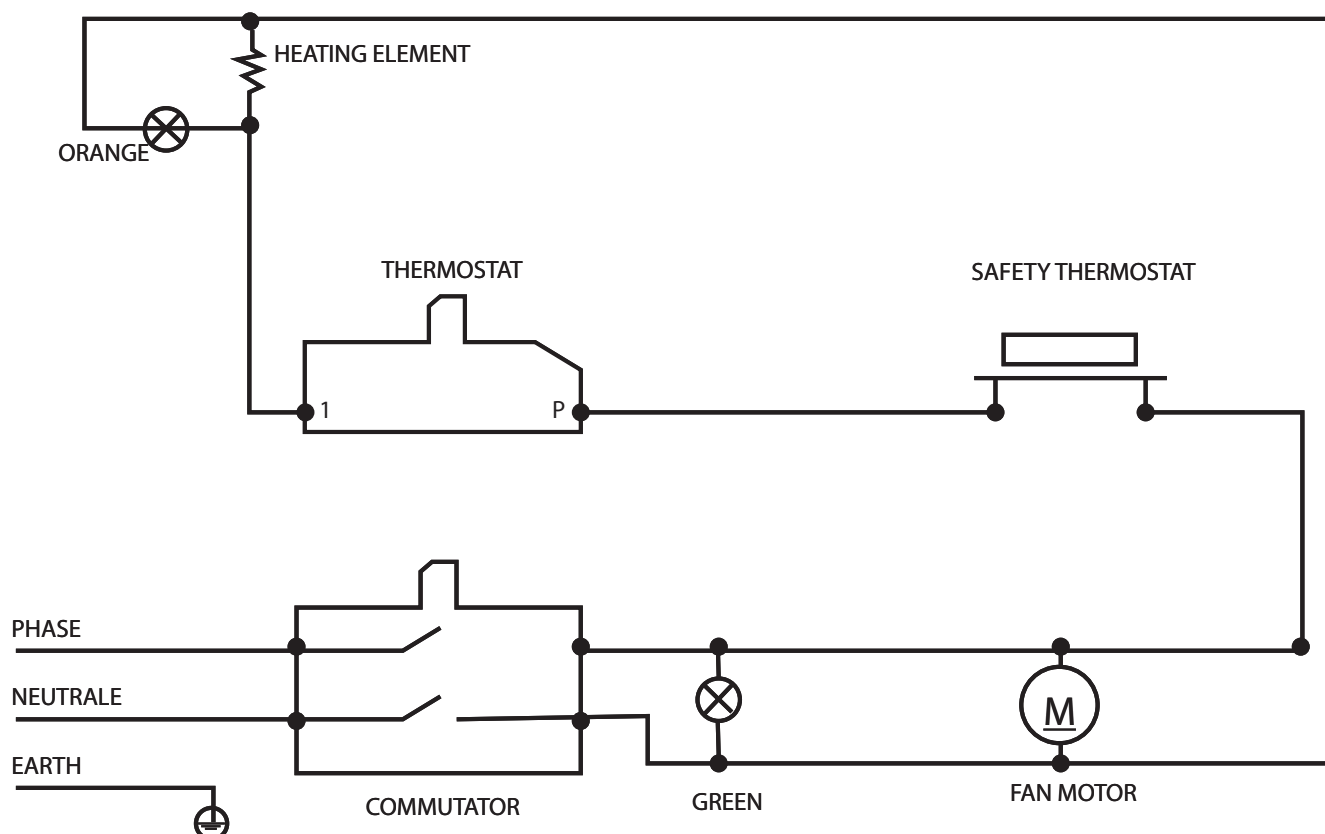 HEATING ELEMENT
ORANGE
THERMOSTAT
SAFETY THERMOSTAT
1
P
PHASE
NEUTRALE
M
EARTH
COMMUTATOR
GREEN
FAN MOTOR